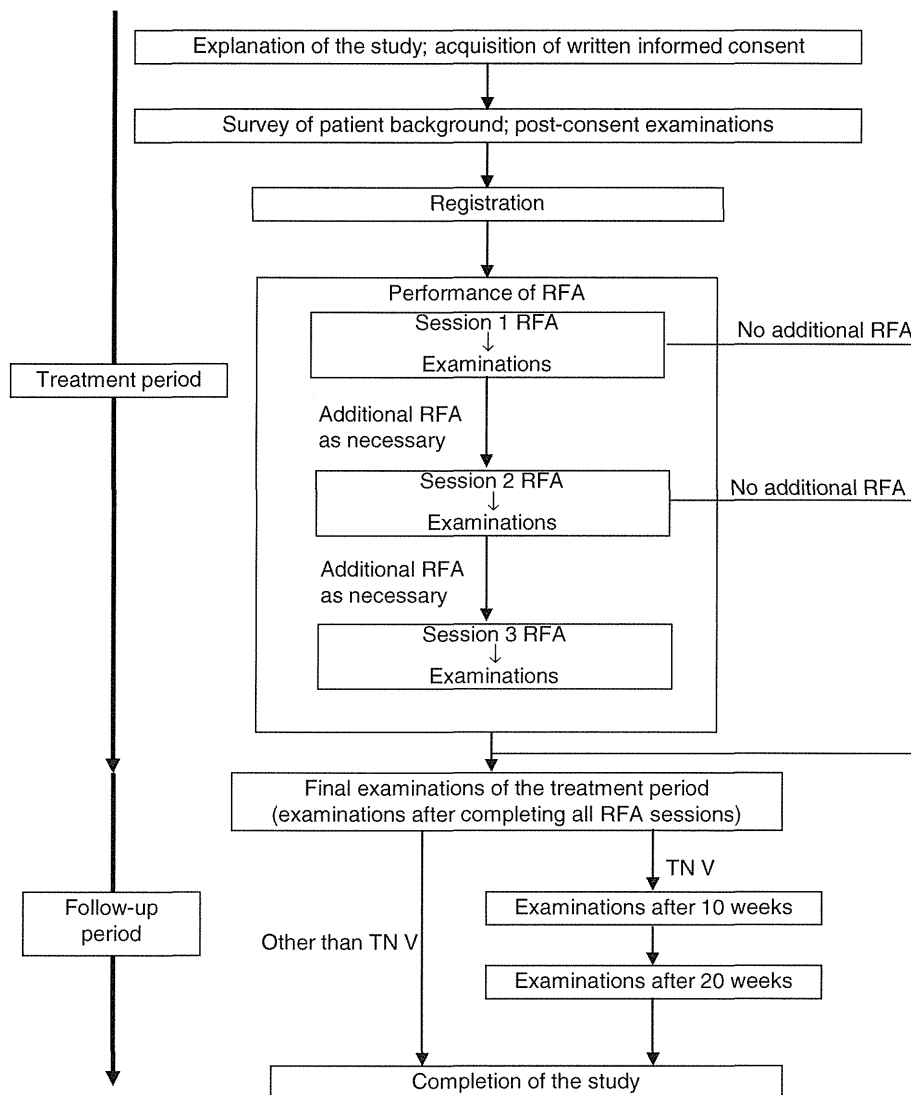 Explanation of the study; acquisition of written informed consent
Survey of patient background; post-consent examinations
Registration
Performance of RFA
Session 1 RFA
↓
Examinations
No additional RFA
Treatment period
Additional RFA
as necessary
Session 2 RFA
↓
Examinations
No additional RFA
Additional RFA
as necessary
Session 3 RFA
↓
Examinations
Final examinations of the treatment period
(examinations after completing all RFA sessions)
TN V
Follow-up
period
Examinations after 10 weeks
Other than TN V
Examinations after 20 weeks
Completion of the study